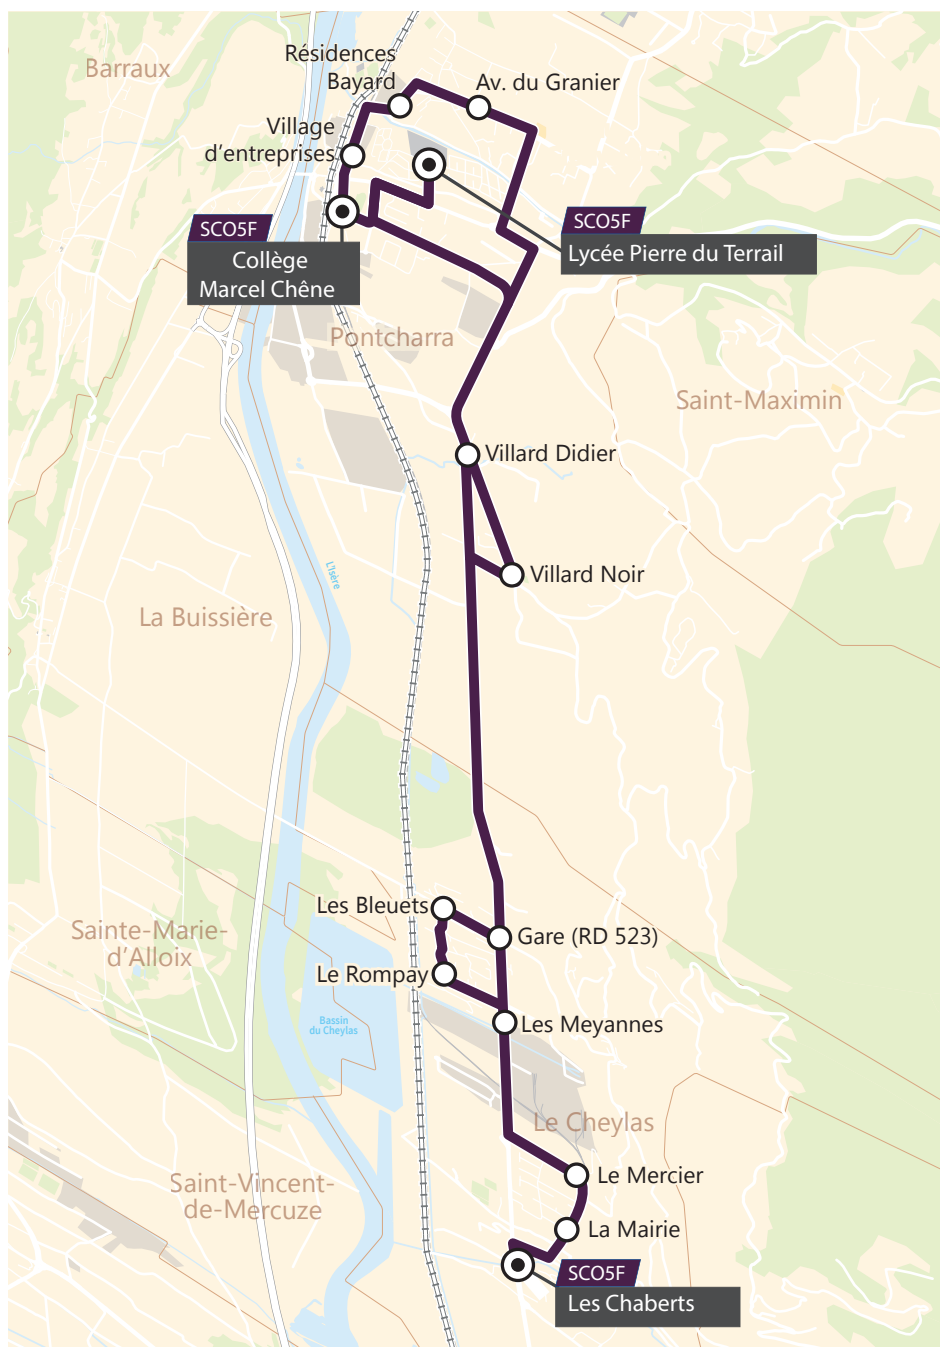 Résidences
Bayard
Av. du Granier
Barraux
Village
d'entreprises
SCO5F
Collège
Marcel Chêne
SCO5F
Lycée Pierre du Terrail
Pontcharra
Saint-Maximin
Villard Didier
L'Isère
Villard Noir
La Buissière
Les Bleuets
Sainte-Marie-
d'Alloix
Gare (RD 523)
Le Rompay
Bassin
du Cheylas
Les Meyannes
Le Cheylas
Le Mercier
Saint-Vincent-
de-Mercuze
La Mairie
SCO5F
Les Chaberts